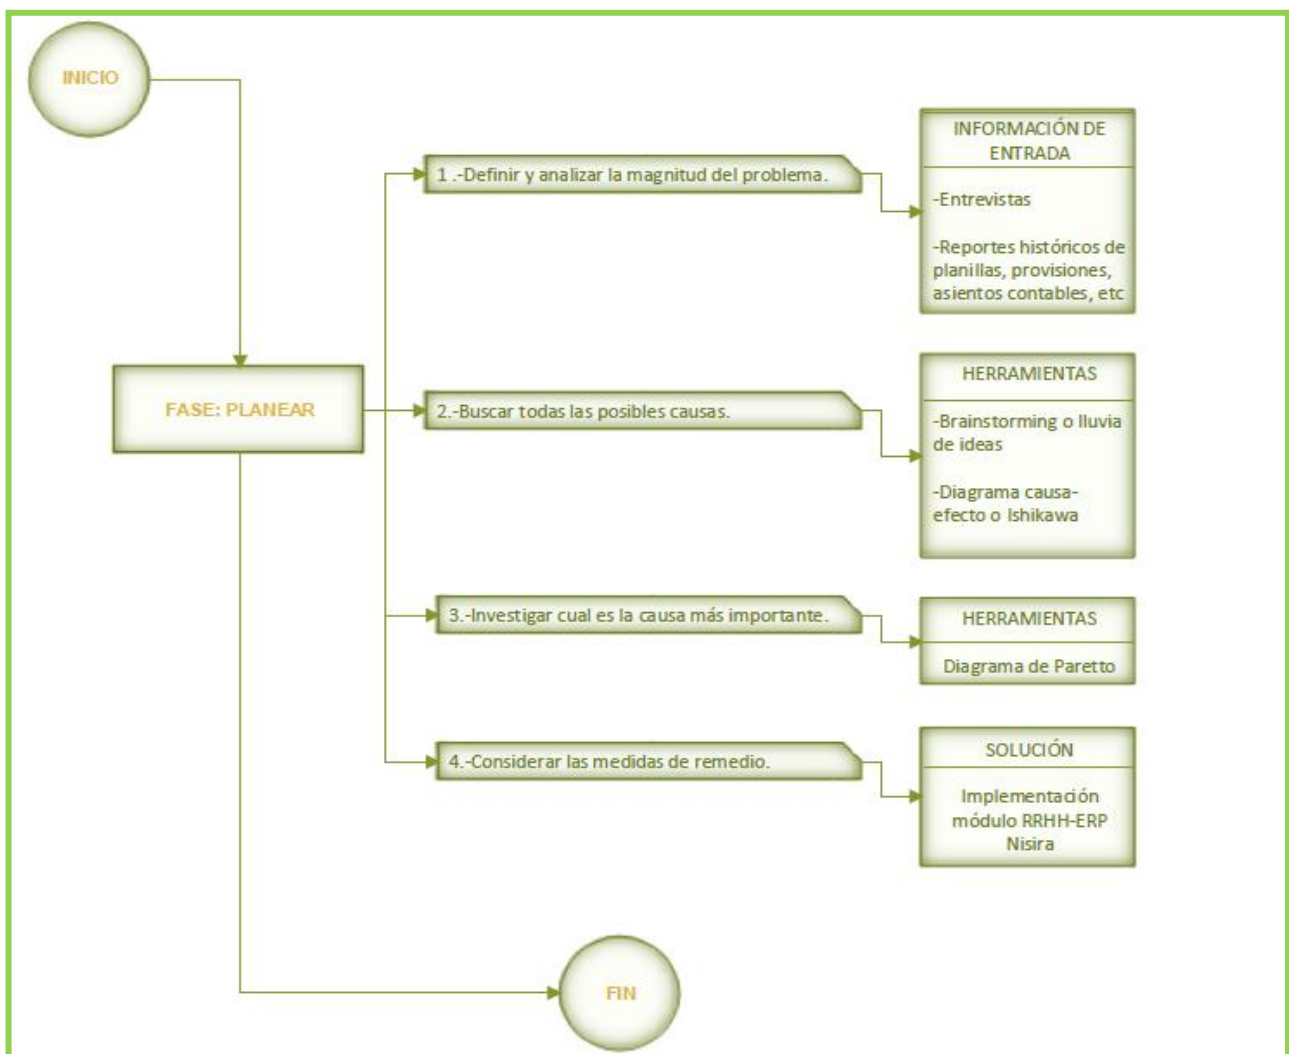 INICIO
1 .-Definir y analizar la magnitud del problema.
INFORMACIÓN DE
ENTRADA
-Entrevistas
-Reportes históricos de
planillas, provisiones,
asientos contables, etc
FASE: PLANEAR
2.-Buscar todas las posibles causas.
HERRAMIENTAS
-Brainstorming o lluvia
de ideas
-Diagrama causa-
efecto o Ishikawa
3.-Investigar cual es la causa más importante.
HERRAMIENTAS
Diagrama de Paretto
4.-Considerar las medidas de remedio.
SOLUCIÓN
Implementación
módulo RRHH-ERP
Nisira
FIN